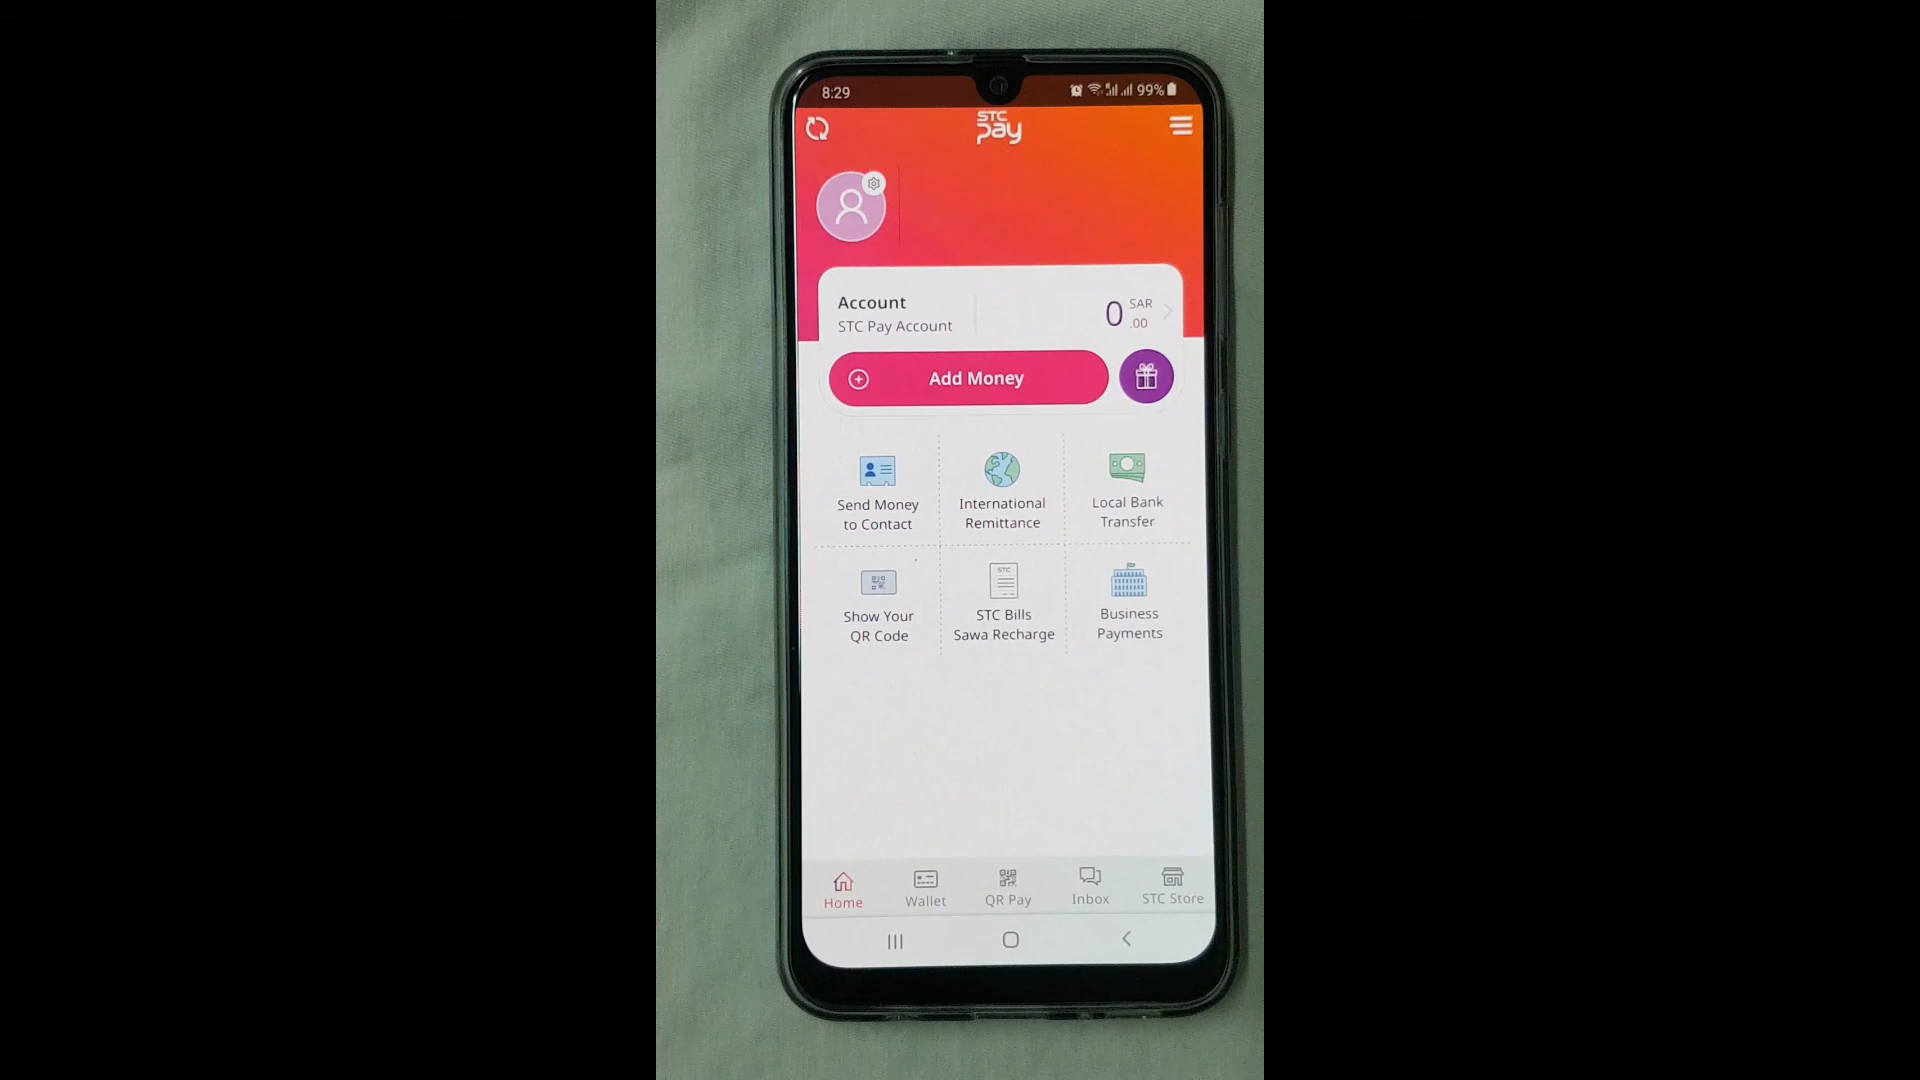 8:29
99%
STC
pay
Account
STC Pay Account
0 SAR
.00
Add Money
Send Money
to Contact
International
Remittance
Local Bank
Transfer
Show Your
QR Code
STC
STC Bills
Sawa Recharge
Business
Payments
Home
Wallet
QR Pay
Inbox
STC Store